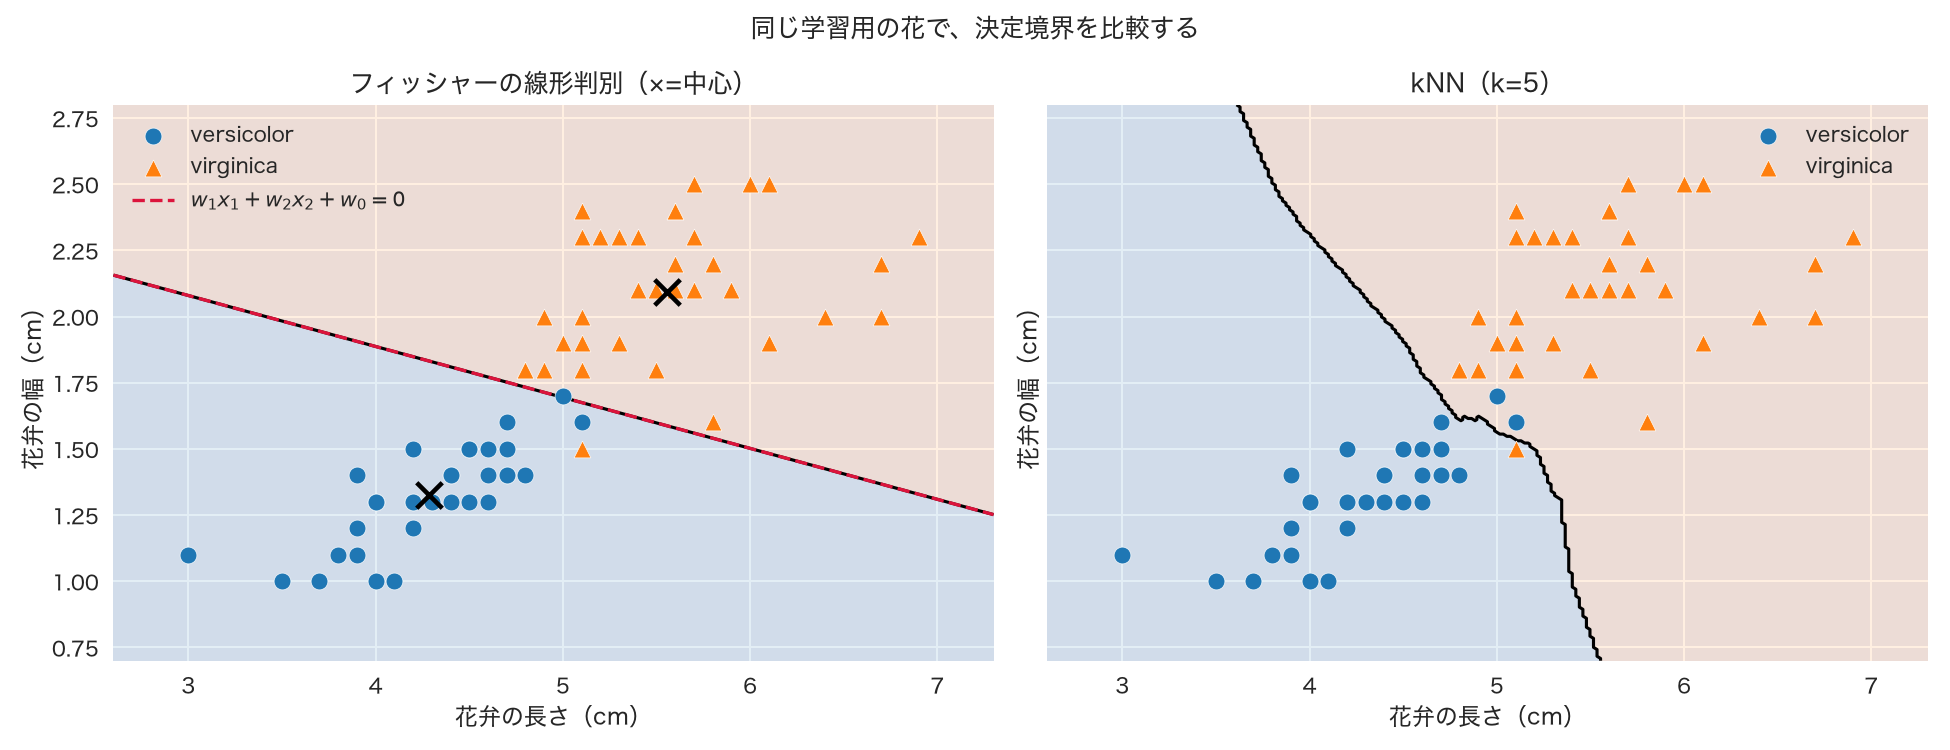 同じ学習用の花で、決定境界を比較する
フィッシャーの線形判別（×=中心）
versicolor
virginica
w₁x₁ + w₂x₂ + w₀ = 0
2.75
2.50
2.25
2.00
1.75
1.50
1.25
1.00
0.75
花弁の幅（cm）
3 4 5 6 7
花弁の長さ（cm）
kNN（k=5）
versicolor
virginica
花弁の幅（cm）
3 4 5 6 7
花弁の長さ（cm）